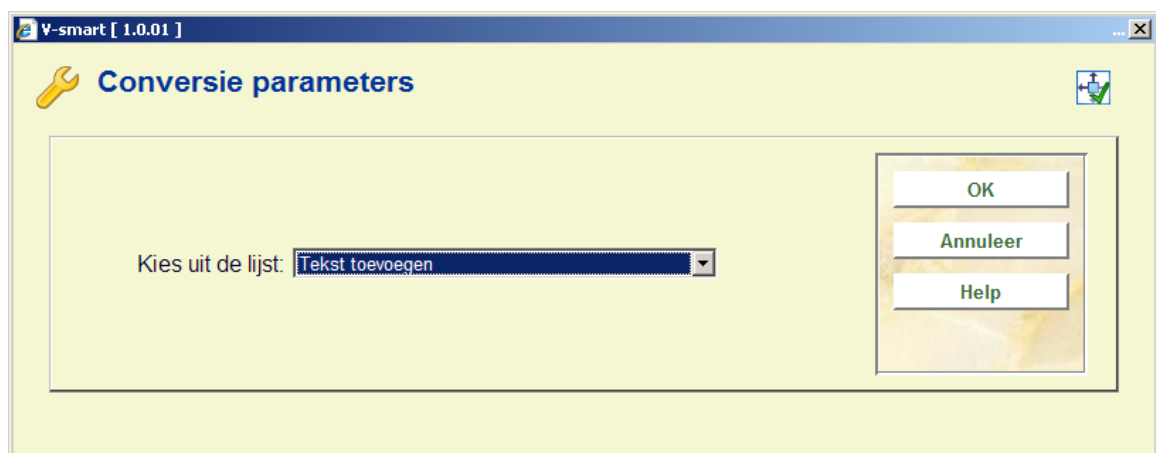 V-smart [ 1.0.01 ]
...
Conversie parameters
OK
Annuleer
Kies uit de lijst: Tekst toevoegen
Help